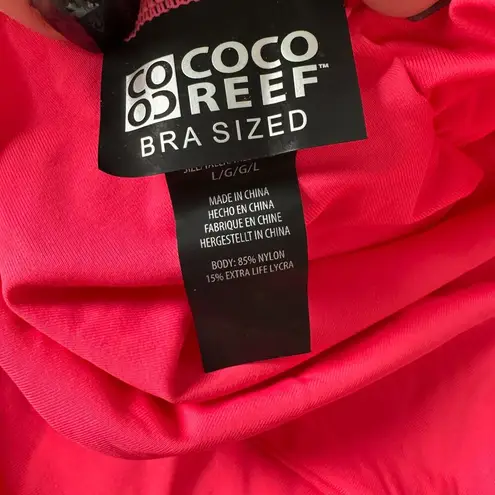 COCO
REEF™
BRA SIZED
L/G/G/L
MADE IN CHINA
HECHO EN CHINA
FABRIQUE EN CHINE
HERGESTELLT IN CHINA
BODY: 85% NYLON
15% EXTRA LIFE LYCRA